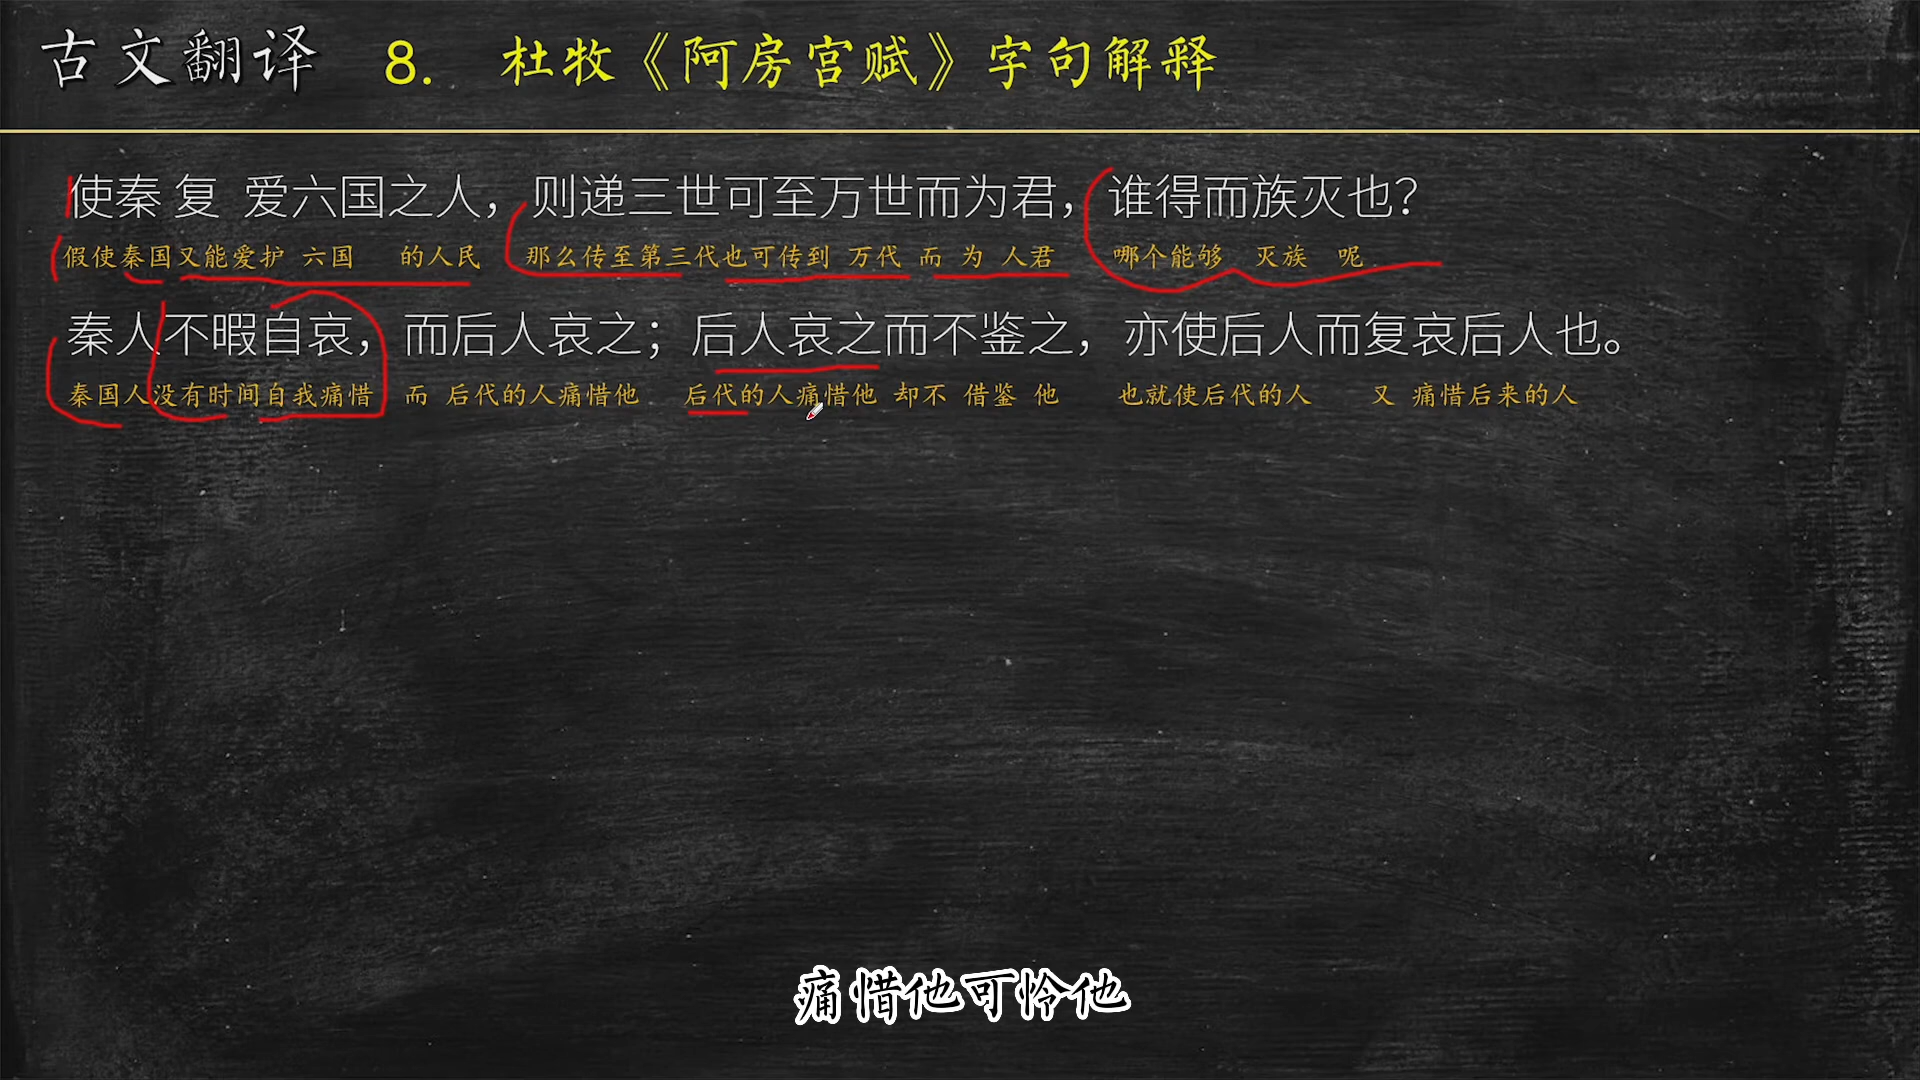 古文翻译 8. 杜牧《阿房宫赋》字句解释
使秦 复 爱六国之人，则递三世可至万世而为君，谁得而族灭也？
假使秦国又能爱护 六国 的人民 那么传至第三代也可传到 万代 而 为 人君 哪个能够 灭族 呢
秦人不暇自哀，而后人哀之；后人哀之而不鉴之，亦使后人而复哀后人也。
秦国人没有时间自我痛惜 而 后代的人痛惜他 后代的人痛惜他 却不 借鉴 他 也就使后代的人 又 痛惜后来的人
痛惜他可怜他